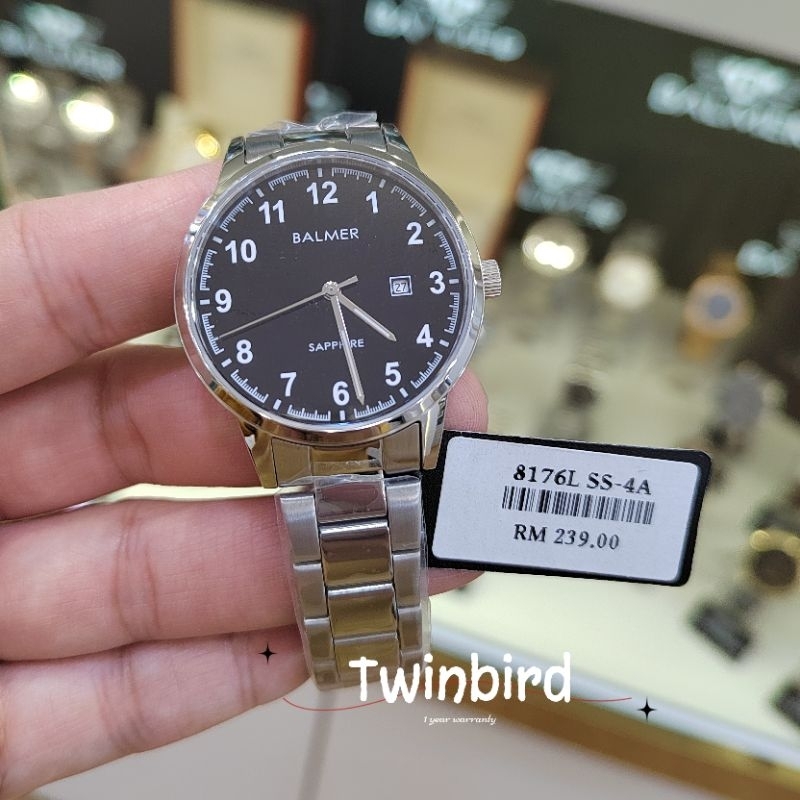 BALMER
12
1
2
3
4
5
6
7
8
9
10
11
BALMER
27
SAPPHIRE
8176L SS-4A
RM 239.00
Twinbird
1 year warranty